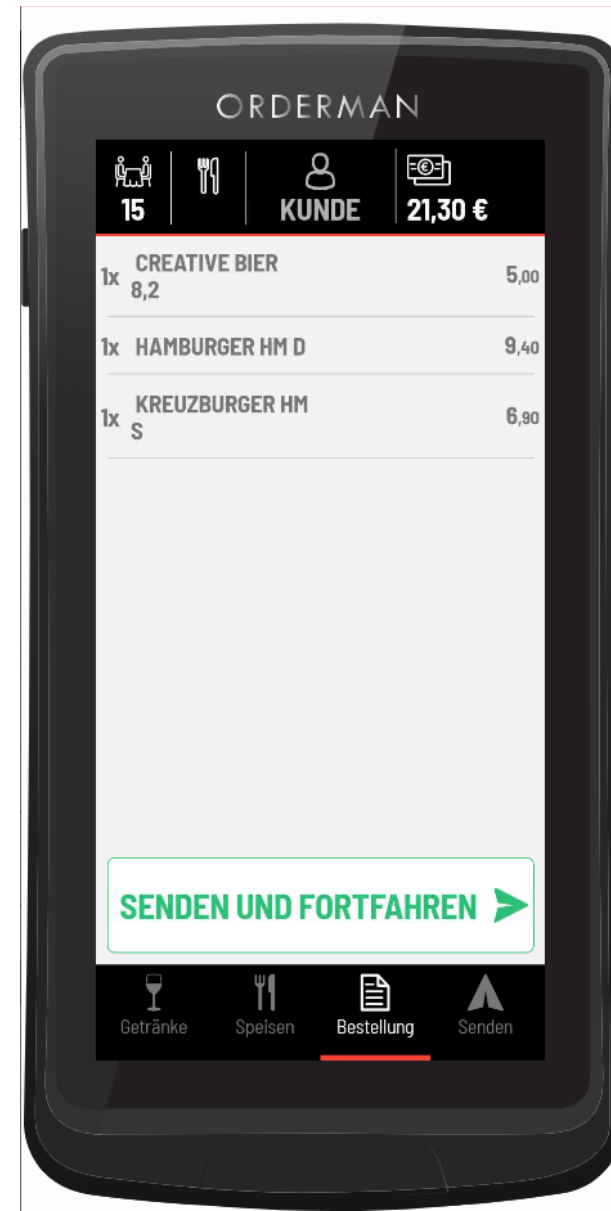 ORDERMAN
15
KUNDE
21,30 €
1x CREATIVE BIER
8,2
5,00
1x HAMBURGER HM D 9,40
1x KREUZBURGER HM
S
6,90
SENDEN UND FORTFAHREN
Getränke Speisen Bestellung Senden